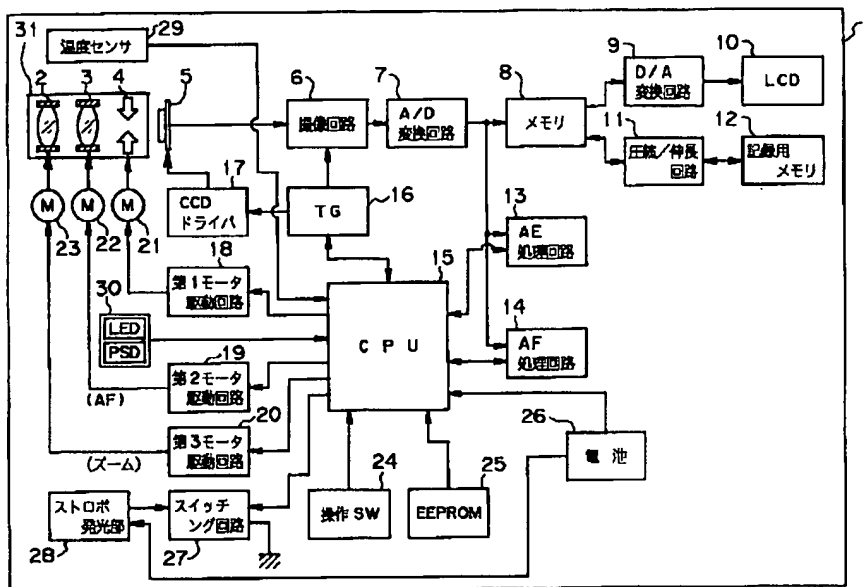 31
温度センサ
29
2
3
4
5
6
撮像回路
7
A/D
変換回路
8
メモリ
9
D/A
変換回路
10
LCD
11
圧縮/伸長
回路
12
記録用
メモリ
17
CCD
ドライバ
TG
16
13
AE
処理回路
M
M
M
23
22
21
18
第1モータ
駆動回路
15
CPU
14
AF
処理回路
30
LED
PSD
19
第2モータ
駆動回路
(AF)
20
第3モータ
駆動回路
(ズーム)
24
操作SW
25
EEPROM
26
電池
ストロボ
発光部
28
スイッチ
ング回路
27